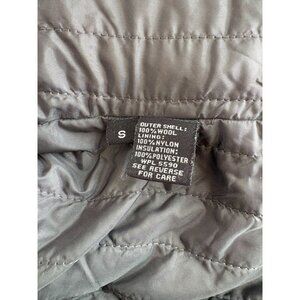 S
OUTER SHELL:
100% WOOL
LINING:
100% NYLON
INSULATION:
100% POLYESTER
WPL 5590
SEE REVERSE
FOR CARE